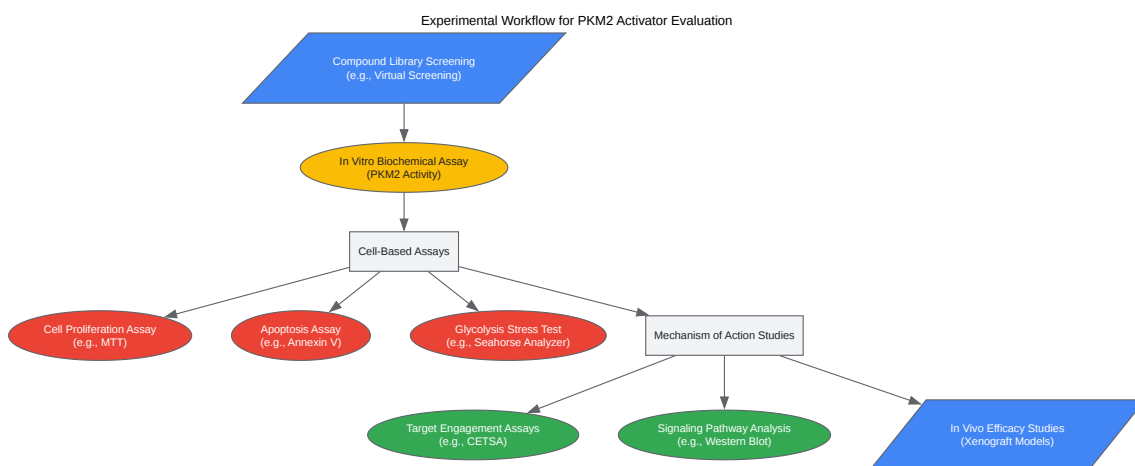 Experimental Workflow for PKM2 Activator Evaluation
Compound Library Screening
(e.g., Virtual Screening)
In Vitro Biochemical Assay
(PKM2 Activity)
Cell-Based Assays
Cell Proliferation Assay
(e.g., MTT)
Apoptosis Assay
(e.g., Annexin V)
Glycolysis Stress Test
(e.g., Seahorse Analyzer)
Mechanism of Action Studies
Target Engagement Assays
(e.g., CETSA)
Signaling Pathway Analysis
(e.g., Western Blot)
In Vivo Efficacy Studies
(Xenograft Models)